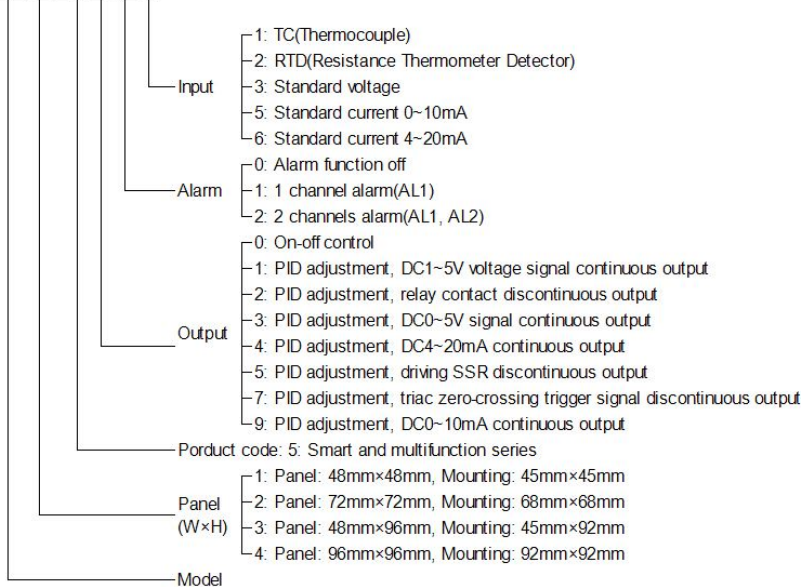 1: TC(Thermocouple)
2: RTD(Resistance Thermometer Detector)
Input
3: Standard voltage
5: Standard current 0~10mA
6: Standard current 4~20mA
0: Alarm function off
Alarm
1: 1 channel alarm(AL1)
2: 2 channels alarm(AL1, AL2)
0: On-off control
1: PID adjustment, DC1~5V voltage signal continuous output
2: PID adjustment, relay contact discontinuous output
3: PID adjustment, DC0~5V signal continuous output
Output
4: PID adjustment, DC4~20mA continuous output
5: PID adjustment, driving SSR discontinuous output
7: PID adjustment, triac zero-crossing trigger signal discontinuous output
9: PID adjustment, DC0~10mA continuous output
Porduct code: 5: Smart and multifunction series
1: Panel: 48mm×48mm, Mounting: 45mm×45mm
Panel
(W×H)
2: Panel: 72mm×72mm, Mounting: 68mm×68mm
3: Panel: 48mm×96mm, Mounting: 45mm×92mm
4: Panel: 96mm×96mm, Mounting: 92mm×92mm
Model